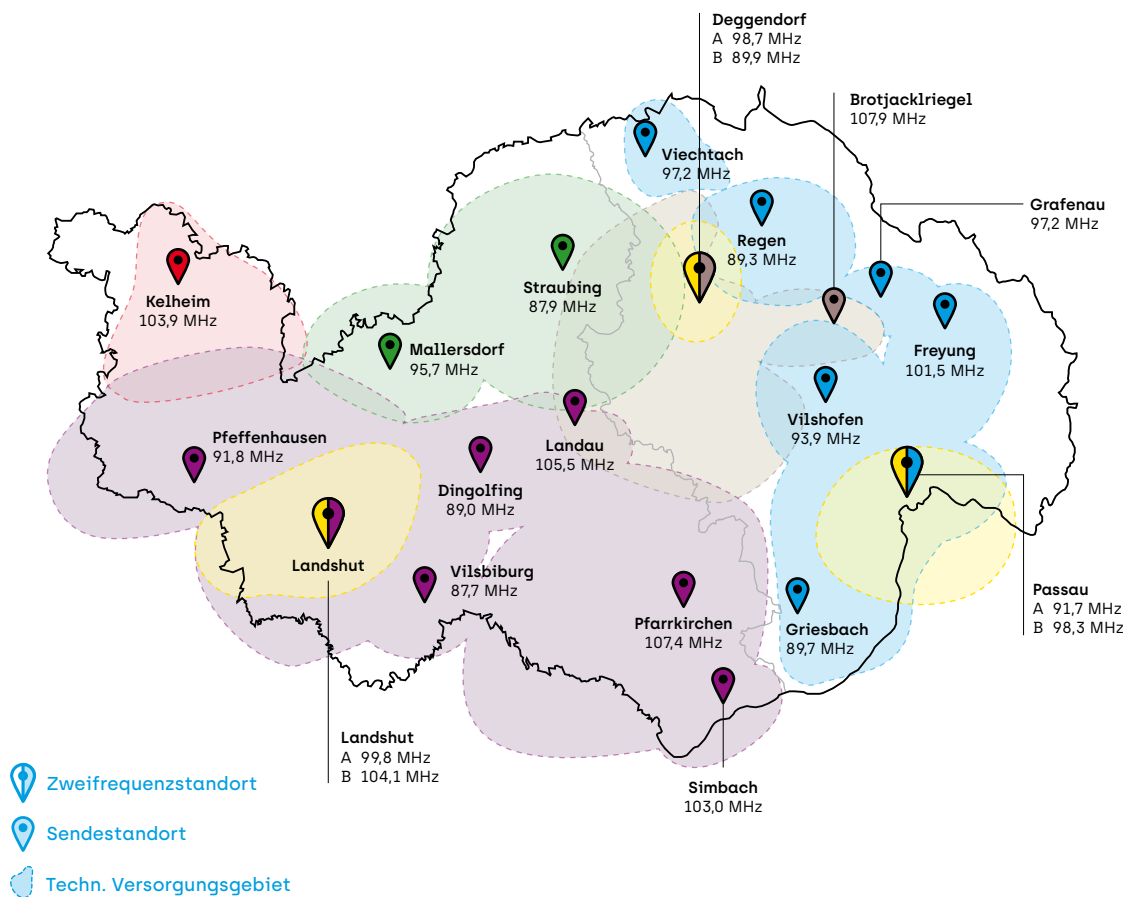 Deggendorf
A 98,7 MHz
B 89,9 MHz
Brotjacklriegel
107,9 MHz
Viechtach
97,2 MHz
Grafenau
97,2 MHz
Regen
89,3 MHz
Straubing
87,9 MHz
Kelheim
103,9 MHz
Mallersdorf
95,7 MHz
Freyung
101,5 MHz
Vilshofen
93,9 MHz
Pfeffenhausen
91,8 MHz
Landau
105,5 MHz
Dingolfing
89,0 MHz
Landshut
Vilsbiburg
87,7 MHz
Pfarrkirchen
107,4 MHz
Griesbach
89,7 MHz
Passau
A 91,7 MHz
B 98,3 MHz
Landshut
A 99,8 MHz
B 104,1 MHz
Simbach
103,0 MHz
Zweifrequenzstandort
Sendestandort
Techn. Versorgungsgebiet